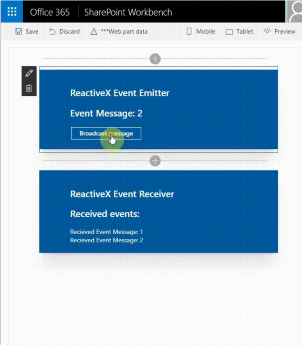 Office 365 SharePoint Workbench
Save Discard ***Web part data Mobile Tablet Preview
ReactiveX Event Emitter
Event Message: 2
Broadcast message
ReactiveX Event Receiver
Received events:
Recieved Event Message: 1
Recieved Event Message: 2